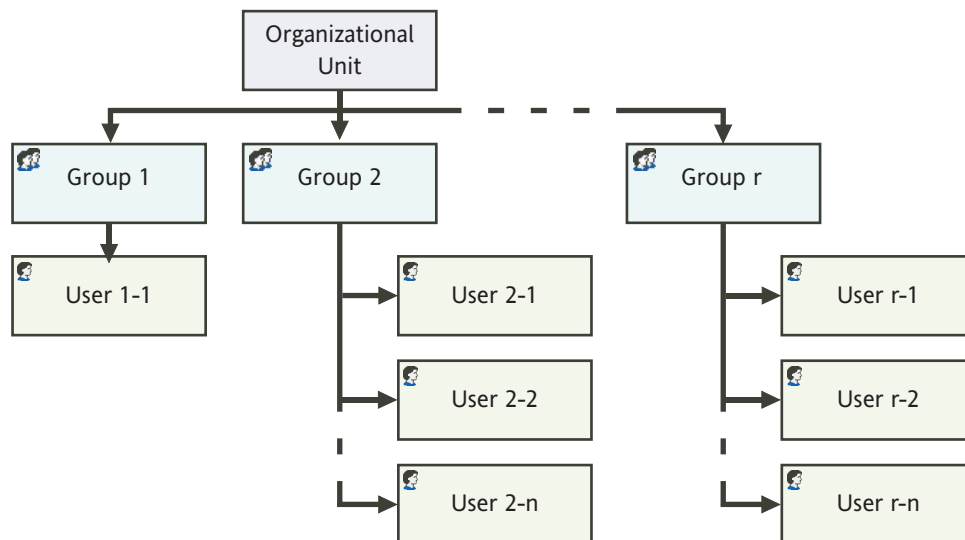 Organizational
Unit
Group 1
Group 2
Group r
User 1-1
User 2-1
User r-1
User 2-2
User r-2
User 2-n
User r-n